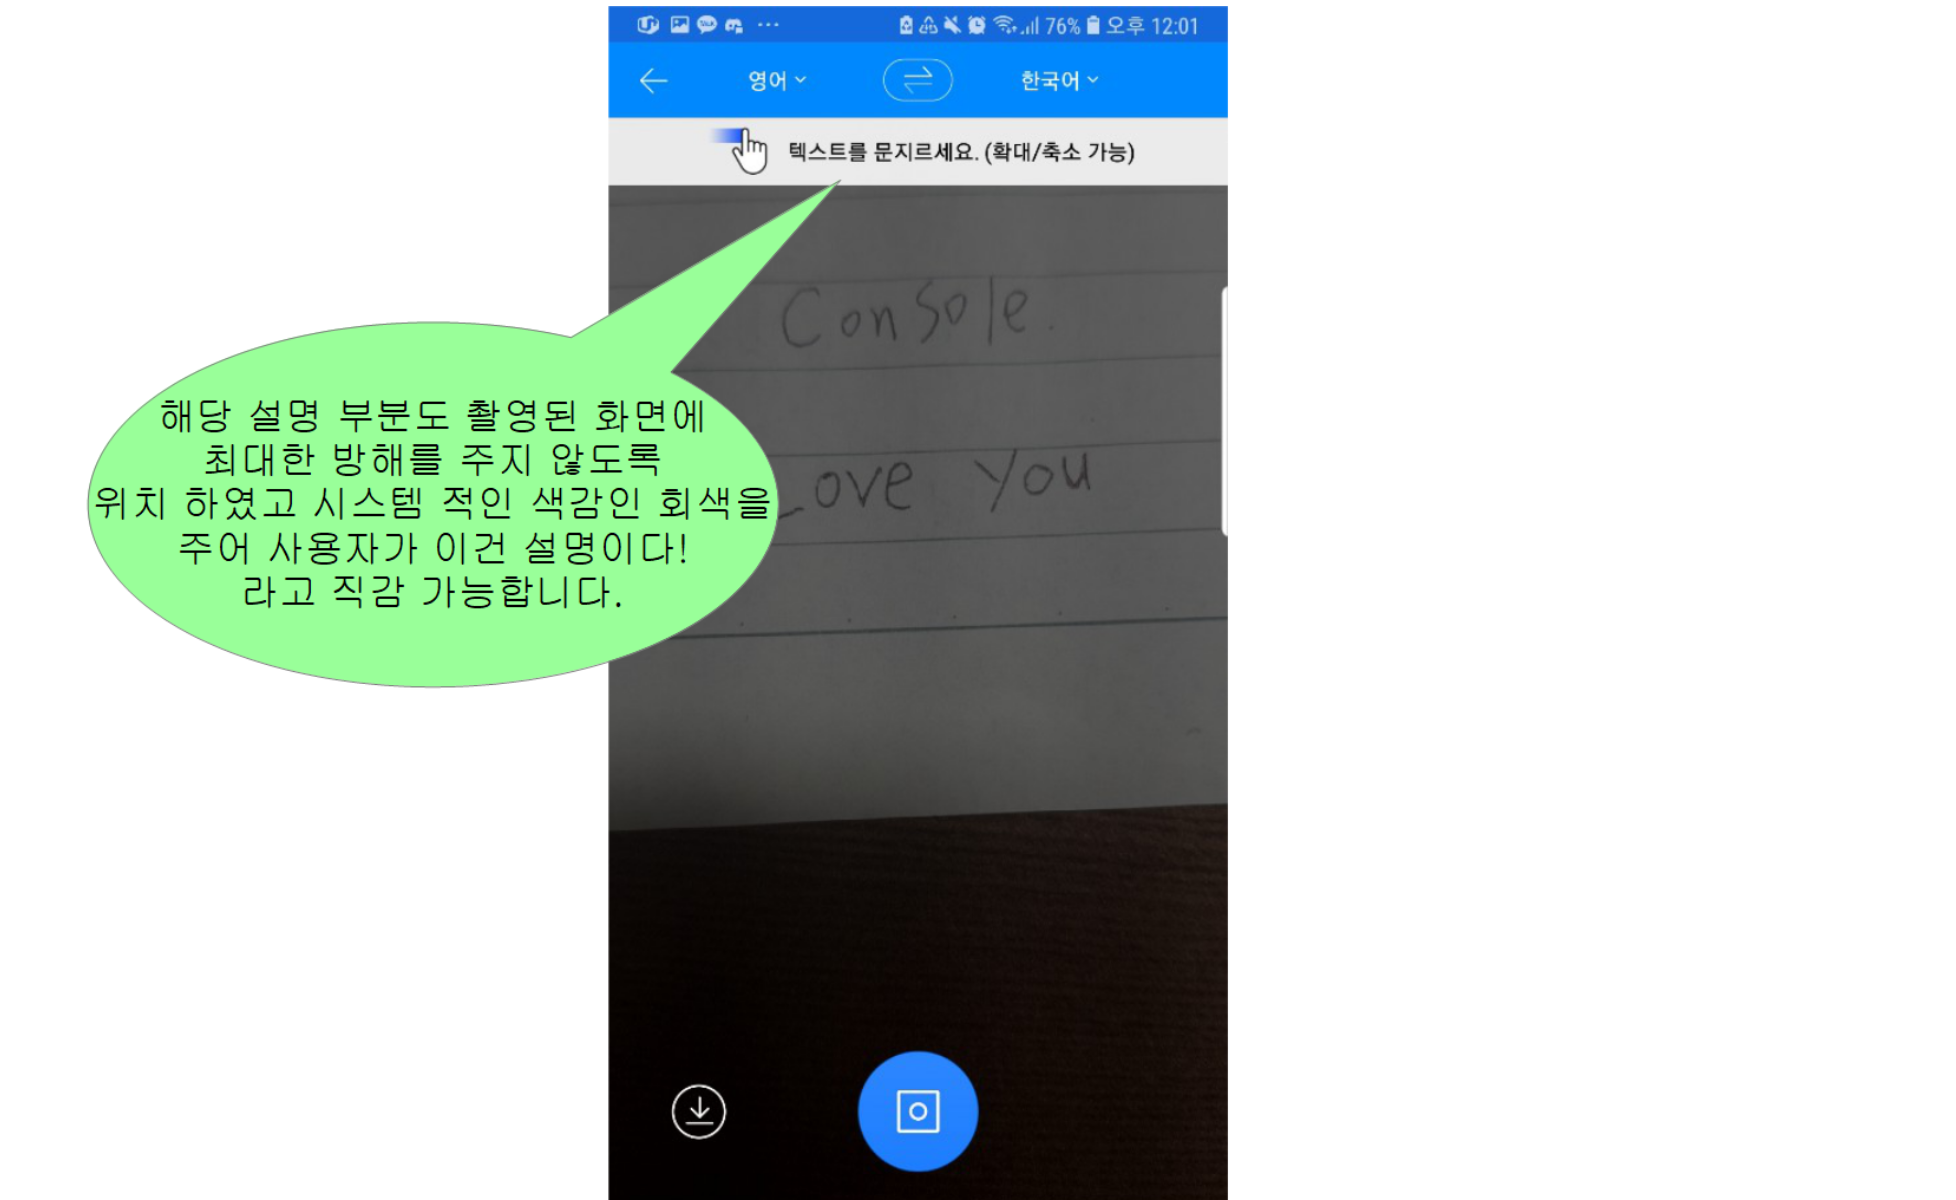 76% 오후 12:01
영어 한국어
텍스트를 문지르세요. (확대/축소 가능)
Console.
Love you
해당 설명 부분도 촬영된 화면에
최대한 방해를 주지 않도록
위치 하였고 시스템 적인 색감인 회색을
주어 사용자가 이건 설명이다!
라고 직감 가능합니다.